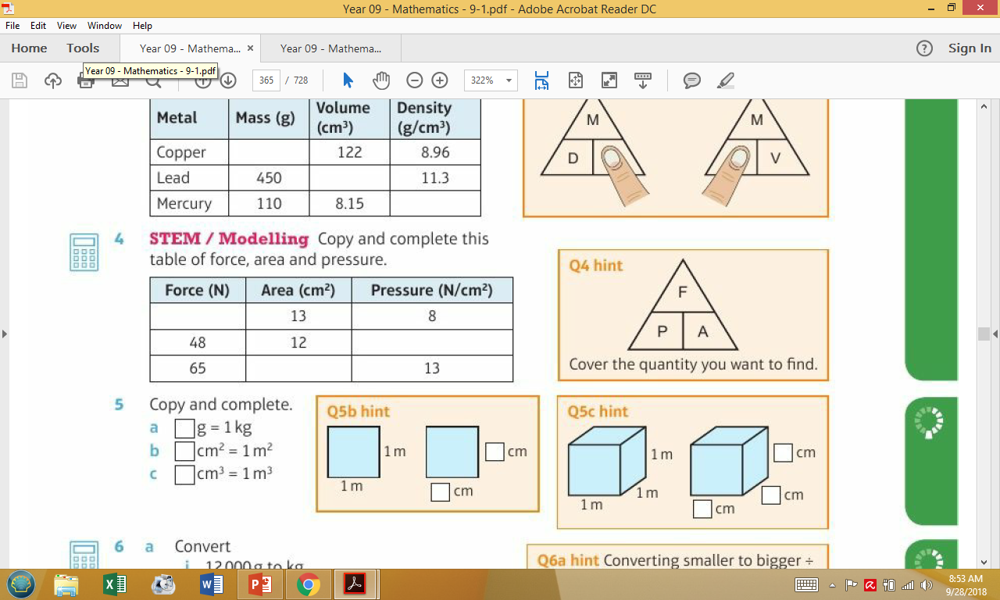 Year 09 - Mathematics - 9-1.pdf - Adobe Acrobat Reader DC
File Edit View Window Help
Home Tools Year 09 - Mathema... × Year 09 - Mathema... ? Sign In
Year 09 - Mathematics - 9-1.pdf
365 / 728 322%
Metal Mass (g) Volume (cm³) Density (g/cm³)
Copper 122 8.96
Lead 450 11.3
Mercury 110 8.15
M
D
M
V
4 STEM / Modelling Copy and complete this
table of force, area and pressure.
Force (N) Area (cm²) Pressure (N/cm²)
13 8
48 12
65 13
Q4 hint
F
P A
Cover the quantity you want to find.
5 Copy and complete.
a g = 1 kg
b cm² = 1 m²
c cm³ = 1 m³
Q5b hint
1 m cm
1 m cm
Q5c hint
1 m cm
1 m cm
1 m cm
6 a Convert
i 12 000 g to kg
Q6a hint Converting smaller to bigger ÷
8:53 AM
9/28/2018